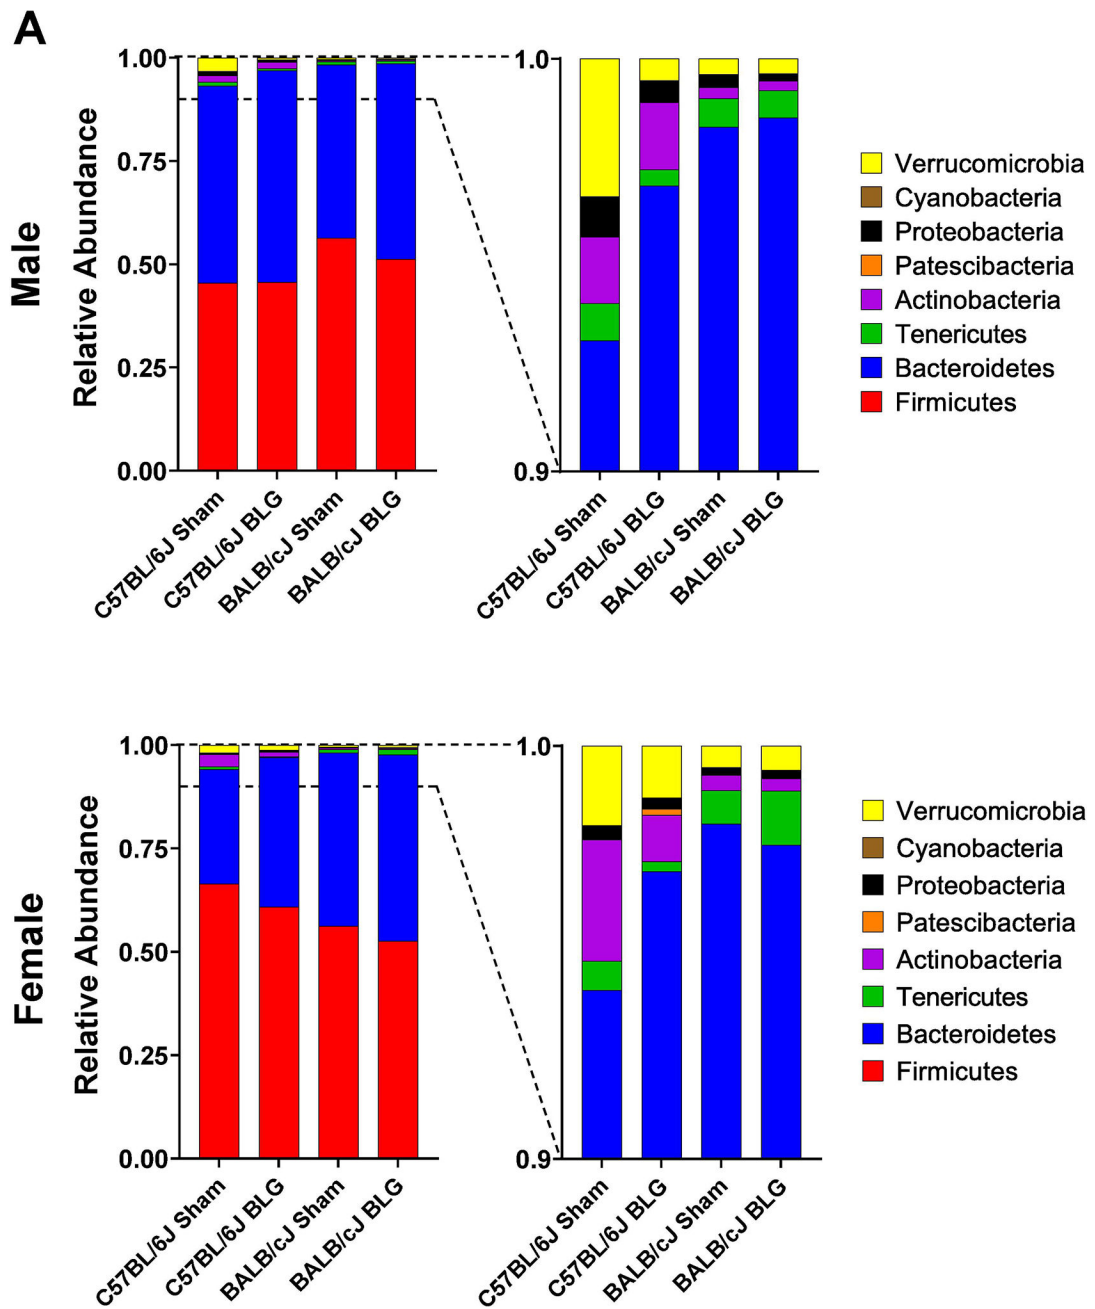 A
Male
Relative Abundance
1.00
0.75
0.50
0.25
0.00
C57BL/6J Sham
C57BL/6J BLG
BALB/cJ Sham
BALB/cJ BLG
1.0
0.9
C57BL/6J Sham
C57BL/6J BLG
BALB/cJ Sham
BALB/cJ BLG
Verrucomicrobia
Cyanobacteria
Proteobacteria
Patescibacteria
Actinobacteria
Tenericutes
Bacteroidetes
Firmicutes
Female
Relative Abundance
1.00
0.75
0.50
0.25
0.00
C57BL/6J Sham
C57BL/6J BLG
BALB/cJ Sham
BALB/cJ BLG
1.0
0.9
C57BL/6J Sham
C57BL/6J BLG
BALB/cJ Sham
BALB/cJ BLG
Verrucomicrobia
Cyanobacteria
Proteobacteria
Patescibacteria
Actinobacteria
Tenericutes
Bacteroidetes
Firmicutes